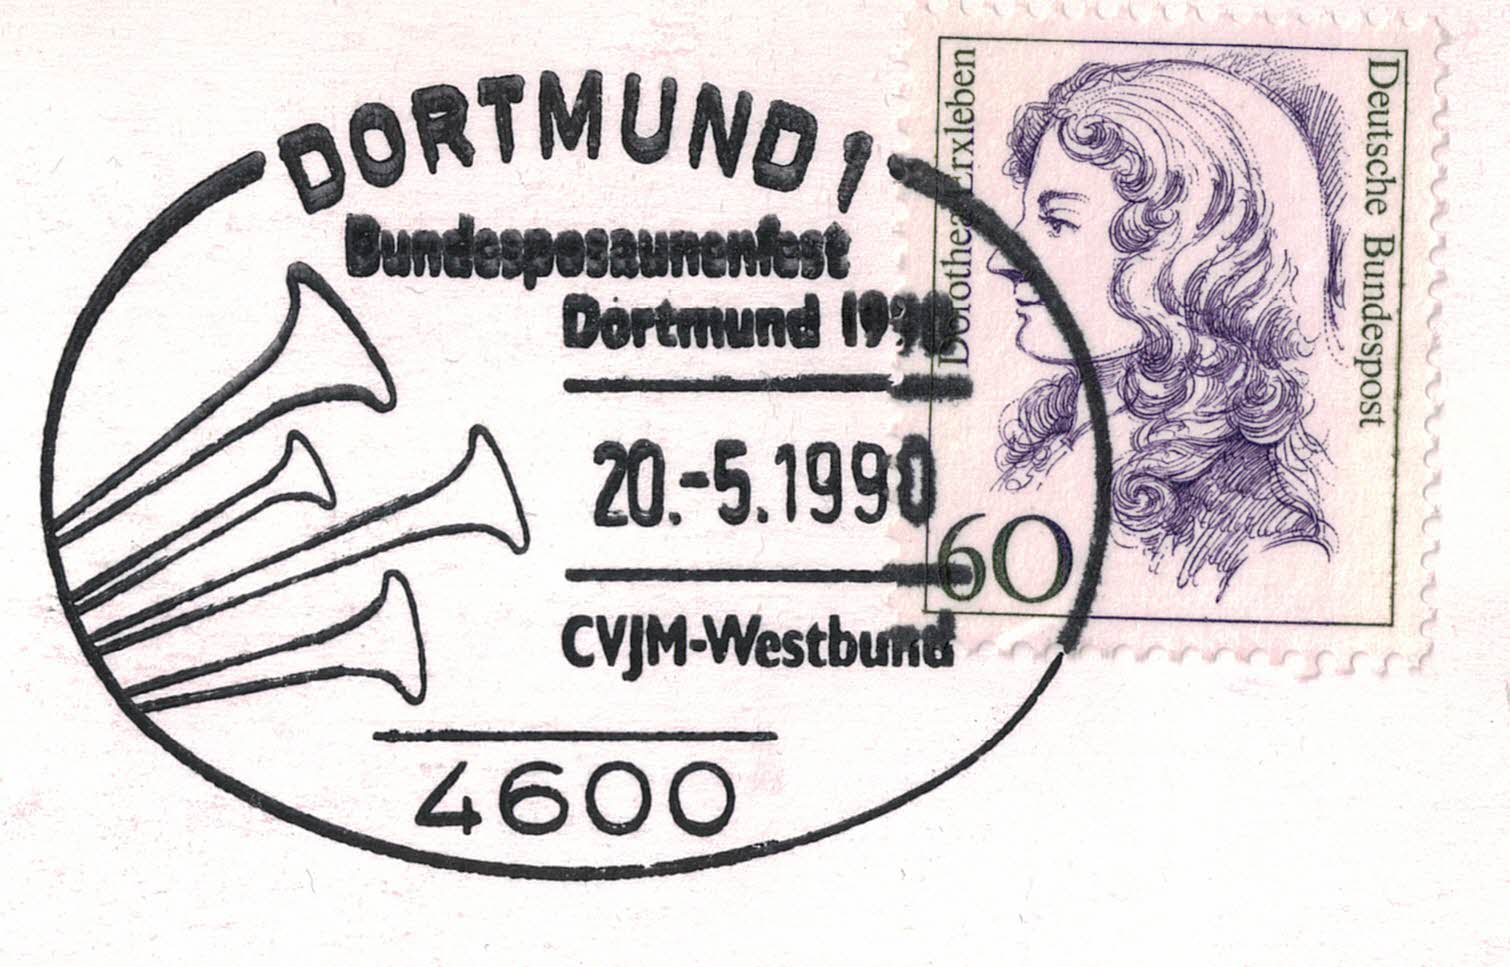 DORTMUND 1
Bundesposaunenfest
Dortmund 1990
20.-5.1990
CVJM-Westbund
4600
Dorothea Erxleben
Deutsche Bundespost
60